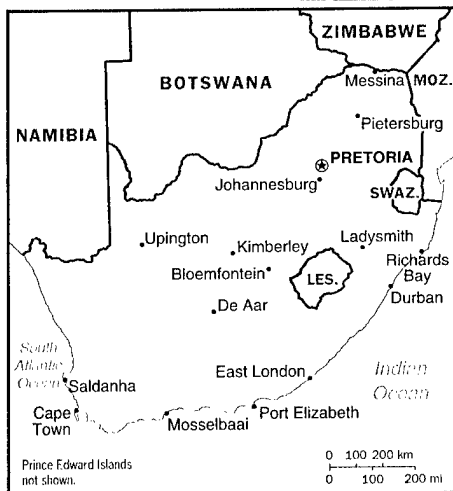 ZIMBABWE
BOTSWANA
Messina
MOZ.
NAMIBIA
Pietersburg
PRETORIA
Johannesburg
SWAZ.
Upington
Kimberley
Ladysmith
Bloemfontein
LES.
Richards
Bay
Durban
De Aar
South
Atlantic
Ocean
Saldanha
East London
Indian
Ocean
Cape
Town
Mosselbaai
Port Elizabeth
Prince Edward Islands
not shown.
0 100 200 km
0 100 200 mi